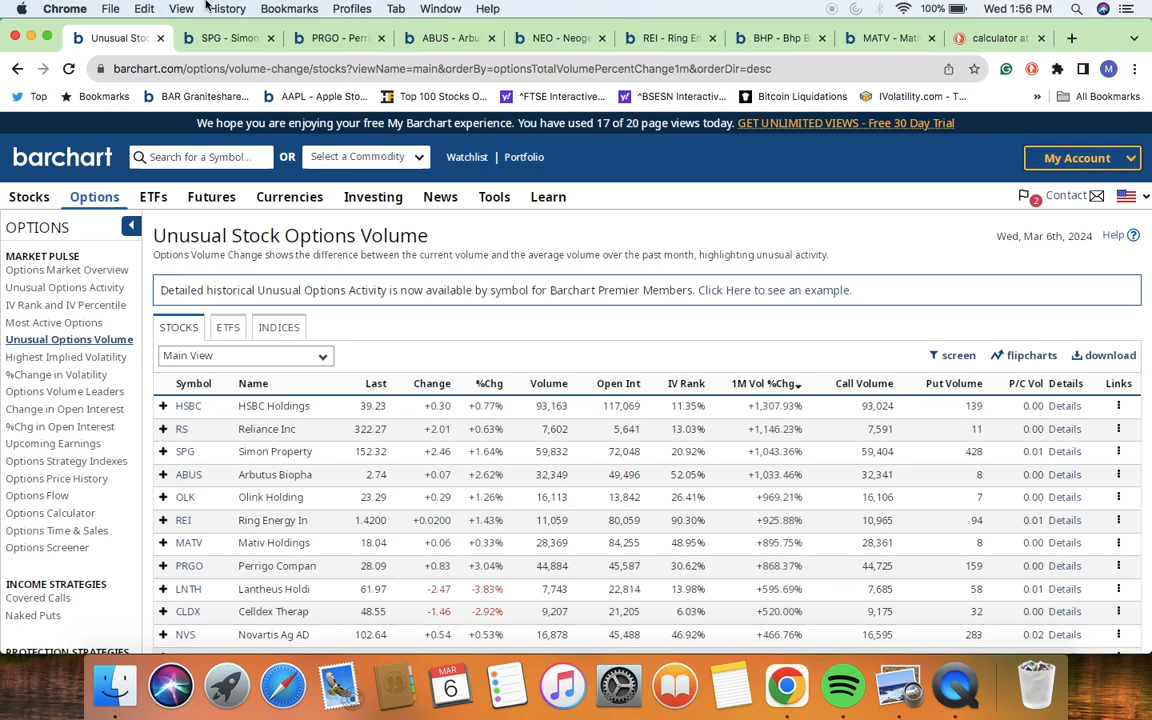 Chrome File Edit View History Bookmarks Profiles Tab Window Help 100% Wed 1:56 PM
Unusual Stoc SPG - Simon PRGO - Perri ABUS - Arbu NEO - Neoge REI - Ring En BHP - Bhp B MATV - Mati calculator at
barchart.com/options/volume-change/stocks?viewName=main&orderBy=optionsTotalVolumePercentChange1m&orderDir=desc M
Top Bookmarks BAR Graniteshare... AAPL - Apple Sto... Top 100 Stocks O... ^FTSE Interactive... ^BSESN Interactiv... Bitcoin Liquidations IVolatility.com - T... » All Bookmarks
We hope you are enjoying your free My Barchart experience. You have used 17 of 20 page views today. GET UNLIMITED VIEWS - Free 30 Day Trial
barchart Search for a Symbol... OR Select a Commodity Watchlist | Portfolio My Account
Stocks Options ETFs Futures Currencies Investing News Tools Learn 2 Contact
OPTIONS
MARKET PULSE
Options Market Overview
Unusual Options Activity
IV Rank and IV Percentile
Most Active Options
Unusual Options Volume
Highest Implied Volatility
%Change in Volatility
Options Volume Leaders
Change in Open Interest
%Chg in Open Interest
Upcoming Earnings
Options Strategy Indexes
Options Price History
Options Flow
Options Calculator
Options Time & Sales
Options Screener
INCOME STRATEGIES
Covered Calls
Naked Puts
Unusual Stock Options Volume Wed, Mar 6th, 2024 Help ?
Options Volume Change shows the difference between the current volume and the average volume over the past month, highlighting unusual activity.
Detailed historical Unusual Options Activity is now available by symbol for Barchart Premier Members. Click Here to see an example.
STOCKS ETFS INDICES
Main View screen flipcharts download
Symbol Name Last Change %Chg Volume Open Int IV Rank 1M Vol %Chg Call Volume Put Volume P/C Vol Details Links
HSBC HSBC Holdings 39.23 +0.30 +0.77% 93,163 117,069 11.35% +1,307.93% 93,024 139 0.00 Details
RS Reliance Inc 322.27 +2.01 +0.63% 7,602 5,641 13.03% +1,146.23% 7,591 11 0.00 Details
SPG Simon Property 152.32 +2.46 +1.64% 59,832 72,048 20.92% +1,043.36% 59,404 428 0.01 Details
ABUS Arbutus Biopha 2.74 +0.07 +2.62% 32,349 49,496 52.05% +1,033.46% 32,341 8 0.00 Details
OLK Olink Holding 23.29 +0.29 +1.26% 16,113 13,842 26.41% +969.21% 16,106 7 0.00 Details
REI Ring Energy In 1.4200 +0.0200 +1.43% 11,059 80,059 90.30% +925.88% 10,965 94 0.01 Details
MATV Mativ Holdings 18.04 +0.06 +0.33% 28,369 84,255 48.95% +895.75% 28,361 8 0.00 Details
PRGO Perrigo Compan 28.09 +0.83 +3.04% 44,884 45,587 30.62% +868.37% 44,725 159 0.00 Details
LNTH Lantheus Holdi 61.97 -2.47 -3.83% 7,743 22,814 13.98% +595.69% 7,685 58 0.01 Details
CLDX Celldex Therap 48.55 -1.46 -2.92% 9,207 21,205 6.03% +520.00% 9,175 32 0.00 Details
NVS Novartis Ag AD 102.64 +0.54 +0.53% 16,878 45,488 46.92% +466.76% 16,595 283 0.02 Details
MAR
6